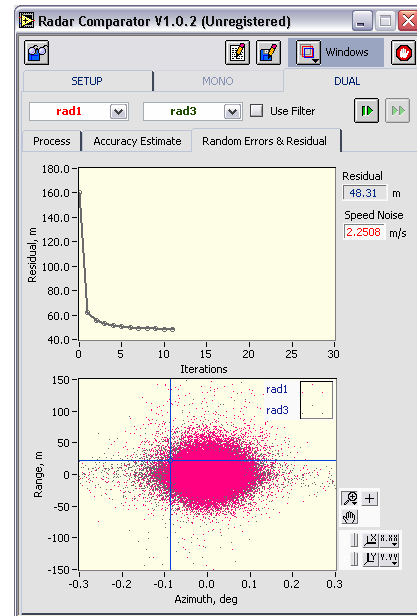 Radar Comparator V1.0.2 (Unregistered)
Windows
SETUP MONO DUAL
rad1 rad3 Use Filter
Process Accuracy Estimate Random Errors & Residual
180.0
160.0
140.0
120.0
100.0
80.0
60.0
40.0
Residual, m
0 5 10 15 20 25 30
Iterations
Residual
48.31 m
Speed Noise
2.2508 m/s
150
100
50
0
-50
-100
-150
Range, m
rad1
rad3
-0.3 -0.2 -0.1 0.0 0.1 0.2 0.3
Azimuth, deg
X X.XX
Y Y.YY